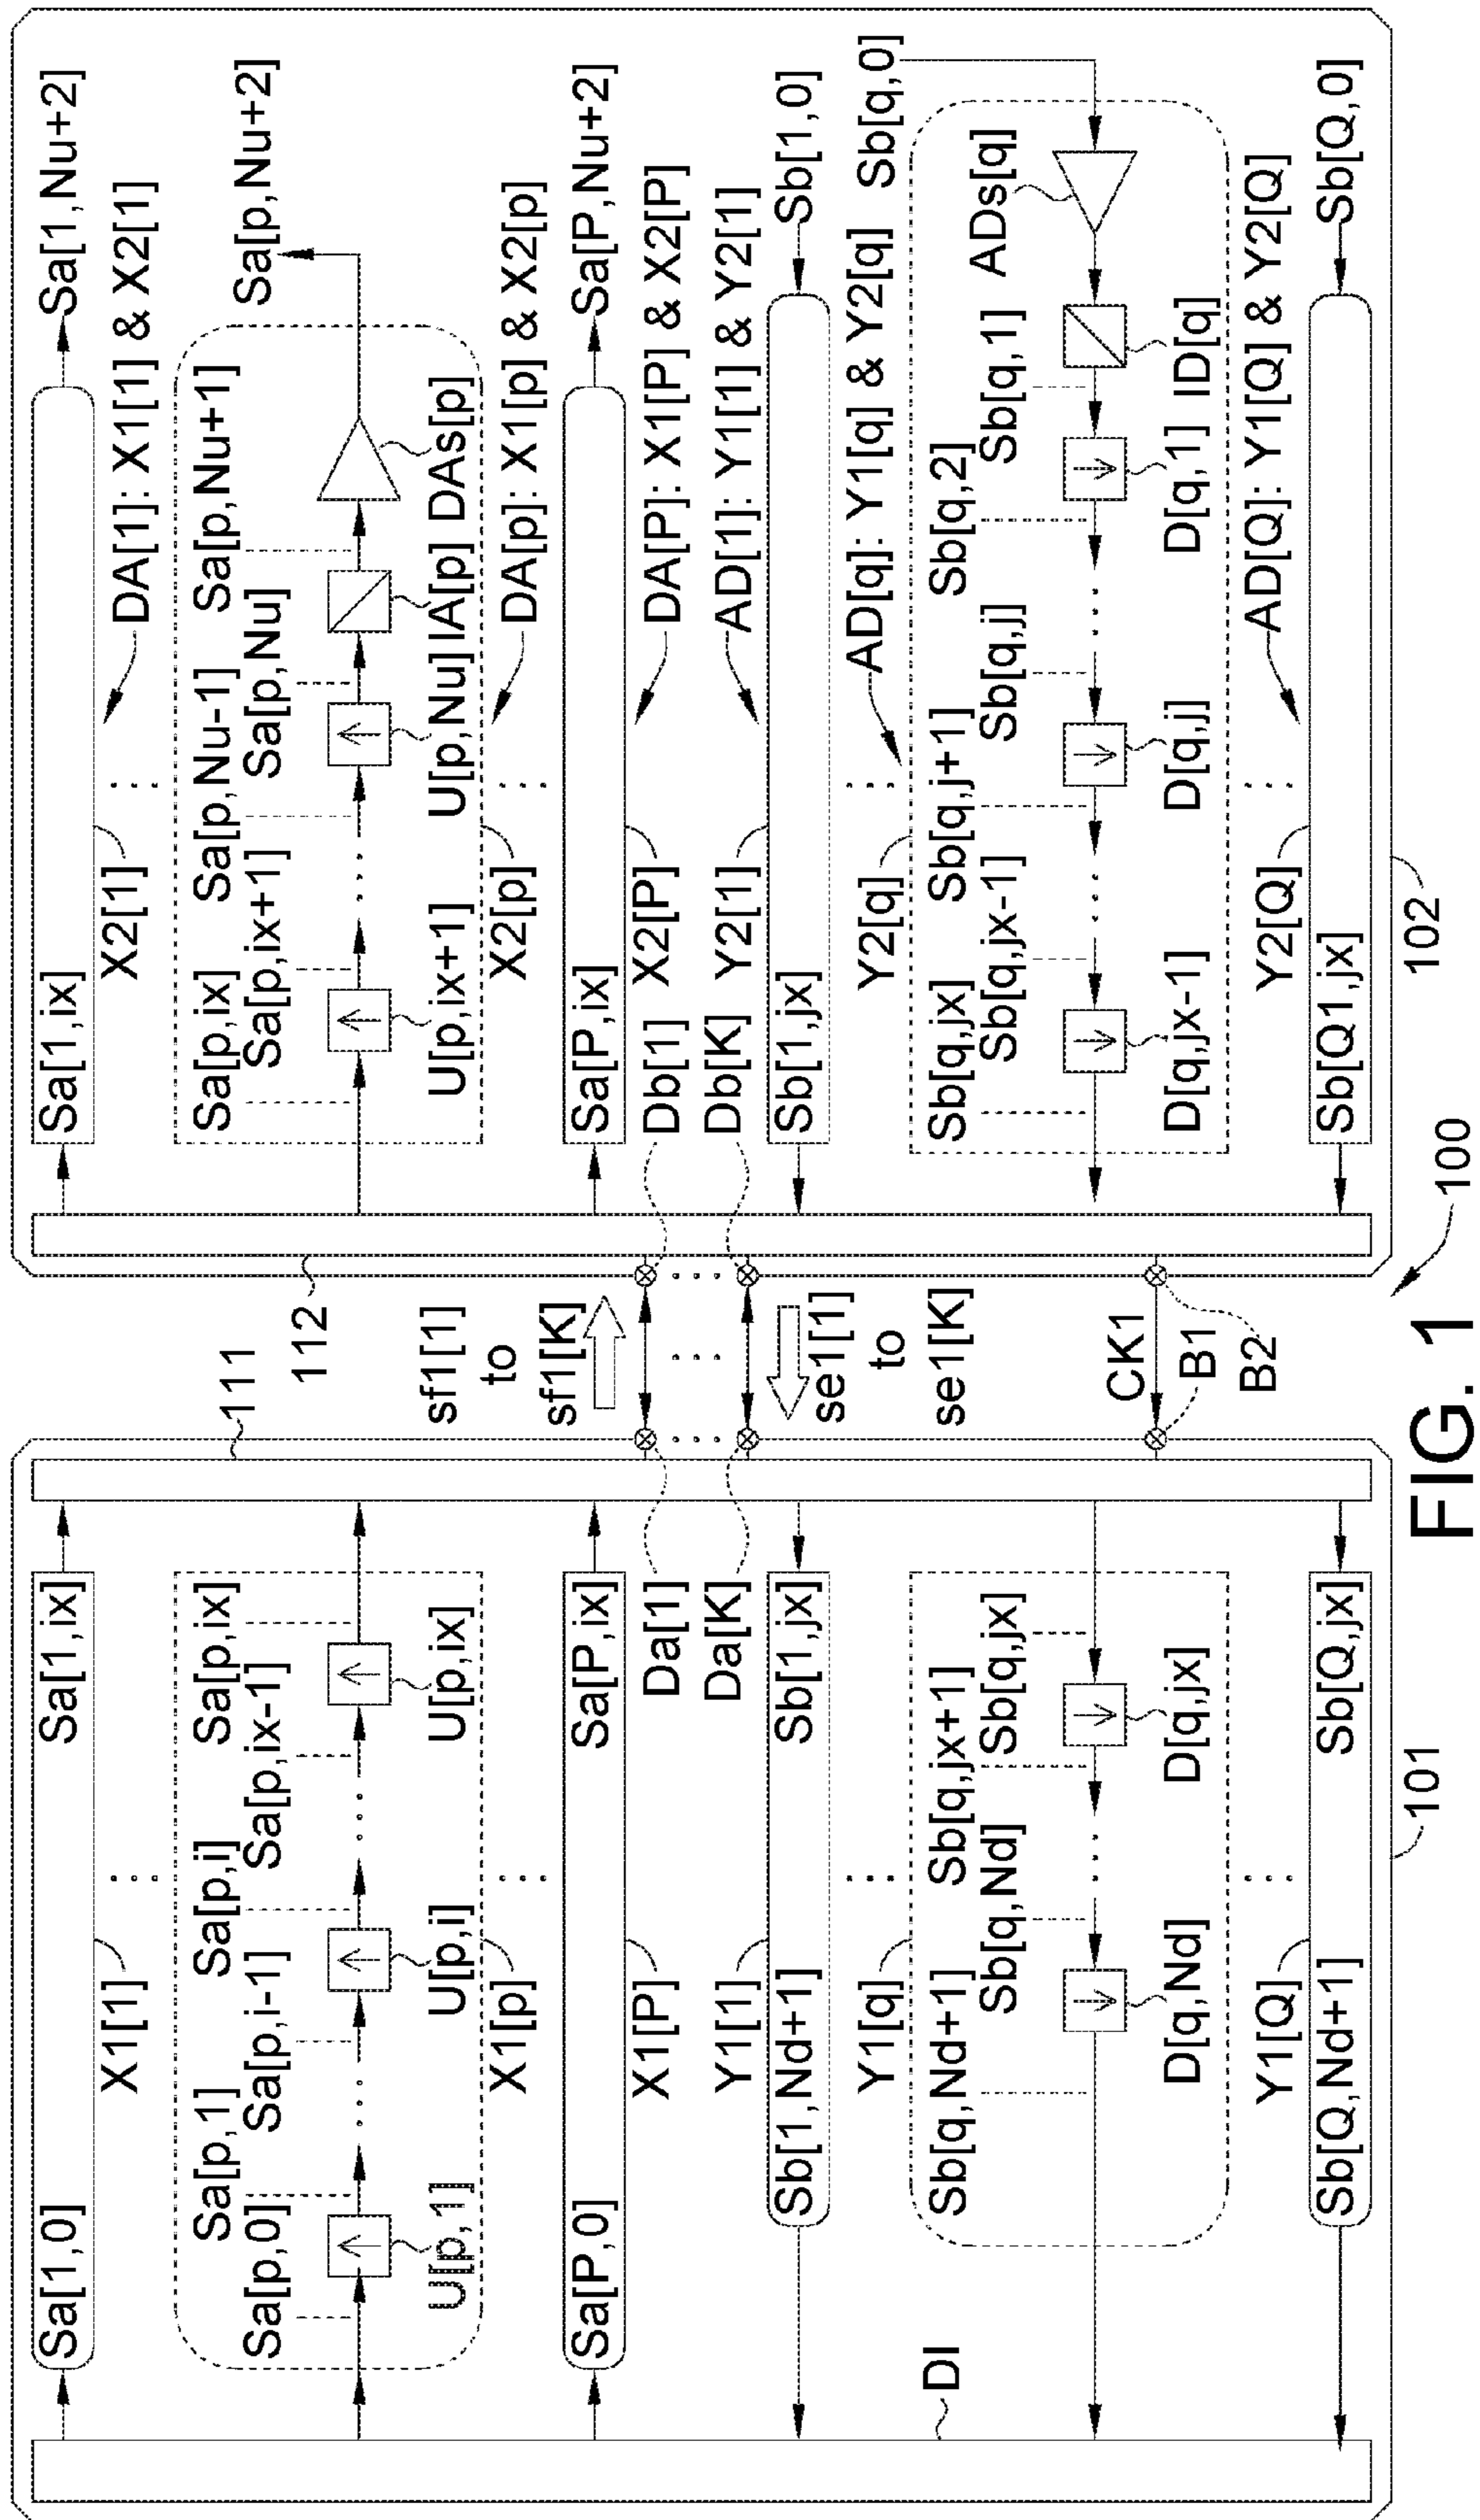 Sa[1,0]
Sa[1,ix]
X1[1]
Sa[p,1]
Sa[p,i]
Sa[p,ix]
Sa[p,0]
Sa[p,i-1]
Sa[p,ix-1]
U[p,1]
U[p,i]
U[p,ix]
X1[p]
Sa[P,0]
Sa[P,ix]
X1[P]
Da[1]
Da[K]
Y1[1]
Sb[1,Nd+1]
Sb[1,jx]
Y1[q]
Sb[q,Nd+1]
Sb[q,jx+1]
Sb[q,Nd]
Sb[q,jx]
DI
D[q,Nd]
D[q,jx]
Y1[Q]
Sb[Q,Nd+1]
Sb[Q,jx]
101
111
112
sf1[1]
to
sf1[K]
se1[1]
to
se1[K]
CK1
B1
B2
Sa[1,ix]
Sa[1,Nu+2]
X2[1]
DA[1]: X1[1] & X2[1]
Sa[p,ix]
Sa[p,Nu-1]
Sa[p,Nu+1]
Sa[p,Nu+2]
Sa[p,ix+1]
Sa[p,Nu]
U[p,ix+1]
U[p,Nu]
IA[p]
DAs[p]
X2[p]
DA[p]: X1[p] & X2[p]
Sa[P,ix]
Sa[P,Nu+2]
Db[1]
X2[P]
DA[P]: X1[P] & X2[P]
Db[K]
Y2[1]
AD[1]: Y1[1] & Y2[1]
Sb[1,jx]
Sb[1,0]
Y2[q]
AD[q]: Y1[q] & Y2[q]
Sb[q,0]
Sb[q,jx]
Sb[q,j+1]
Sb[q,2]
Sb[q,jx-1]
Sb[q,j]
Sb[q,1]
ADs[q]
D[q,jx-1]
D[q,j]
D[q,1]
ID[q]
Y2[Q]
AD[Q]: Y1[Q] & Y2[Q]
Sb[Q1,jx]
Sb[Q,0]
102
100
FIG. 1